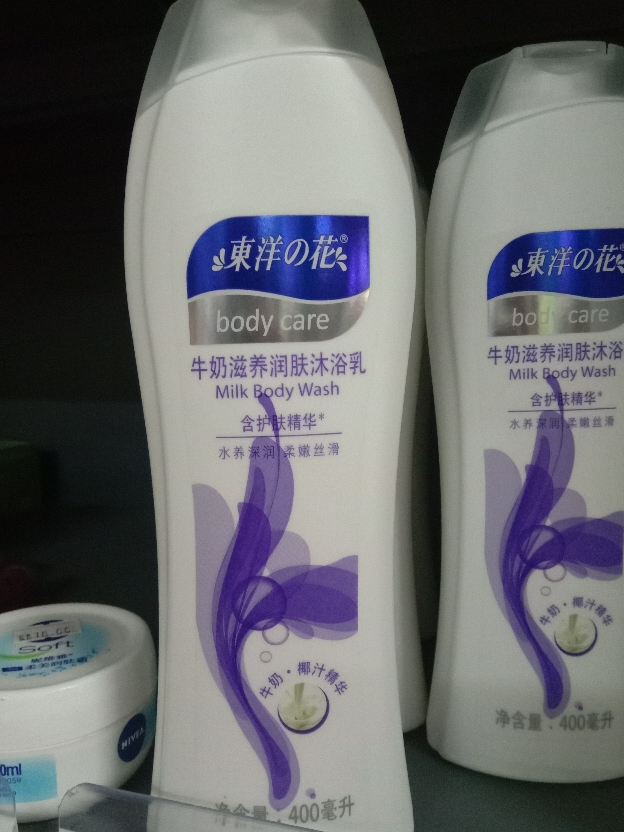 東洋の花®
body care
牛奶滋养润肤沐浴乳
Milk Body Wash
含护肤精华*
水养深润 柔嫩丝滑
牛奶·椰汁精华
净含量:400毫升
東洋の花®
body care
牛奶滋养润肤沐浴
Milk Body Wash
含护肤精华*
水养深润 柔嫩丝滑
牛奶·椰汁精华
净含量:400毫升
Soft
NIVEA
0ml